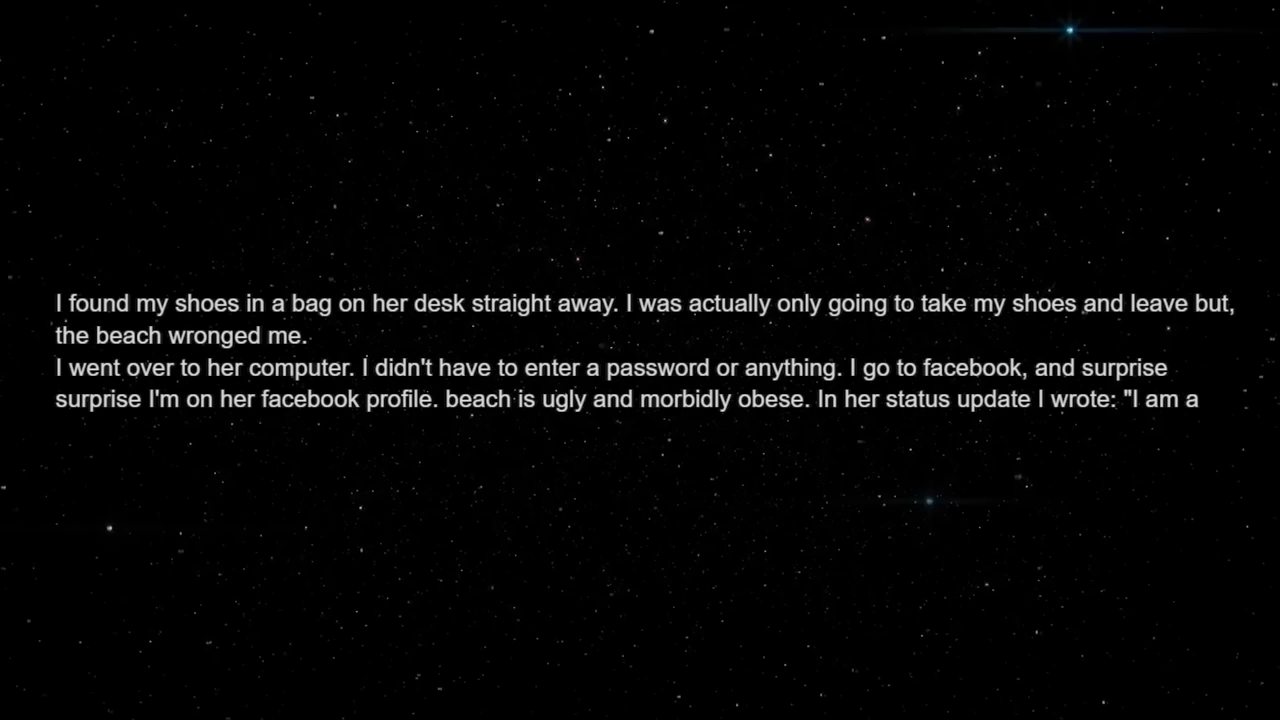 I found my shoes in a bag on her desk straight away. I was actually only going to take my shoes and leave but,
the beach wronged me.
I went over to her computer. I didn't have to enter a password or anything. I go to facebook, and surprise
surprise I'm on her facebook profile. beach is ugly and morbidly obese. In her status update I wrote: "I am a